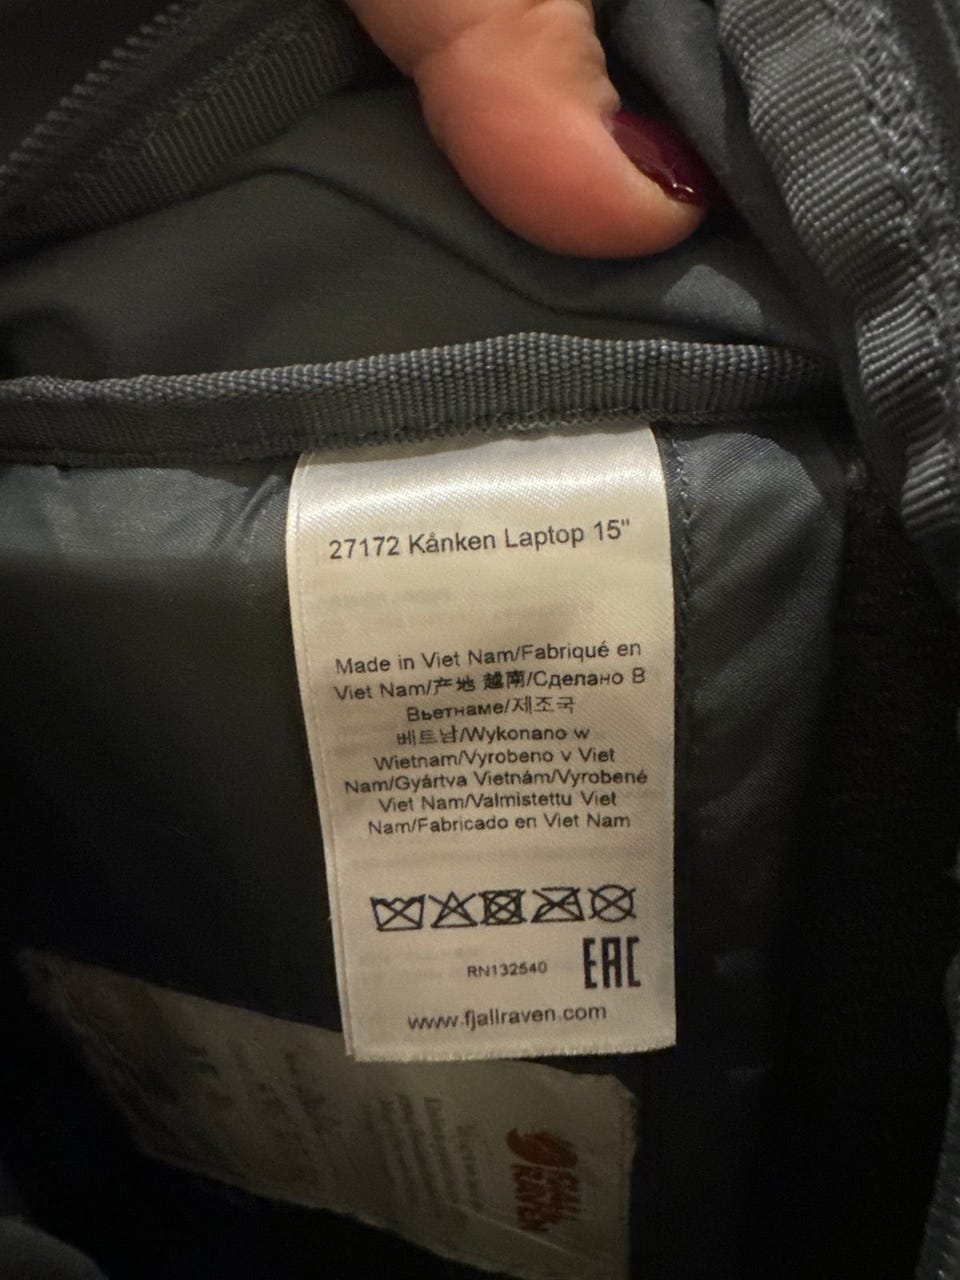 27172 Kånken Laptop 15"
Made in Viet Nam/Fabriqué en
Viet Nam/产地 越南/Сделано В
Вьетнаме/제조국
베트남/Wykonano w
Wietnam/Vyrobeno v Viet
Nam/Gyártva Vietnám/Vyrobené
Viet Nam/Valmistettu Viet
Nam/Fabricado en Viet Nam
RN132540
EAC
www.fjallraven.com
FJALL
RAVEN